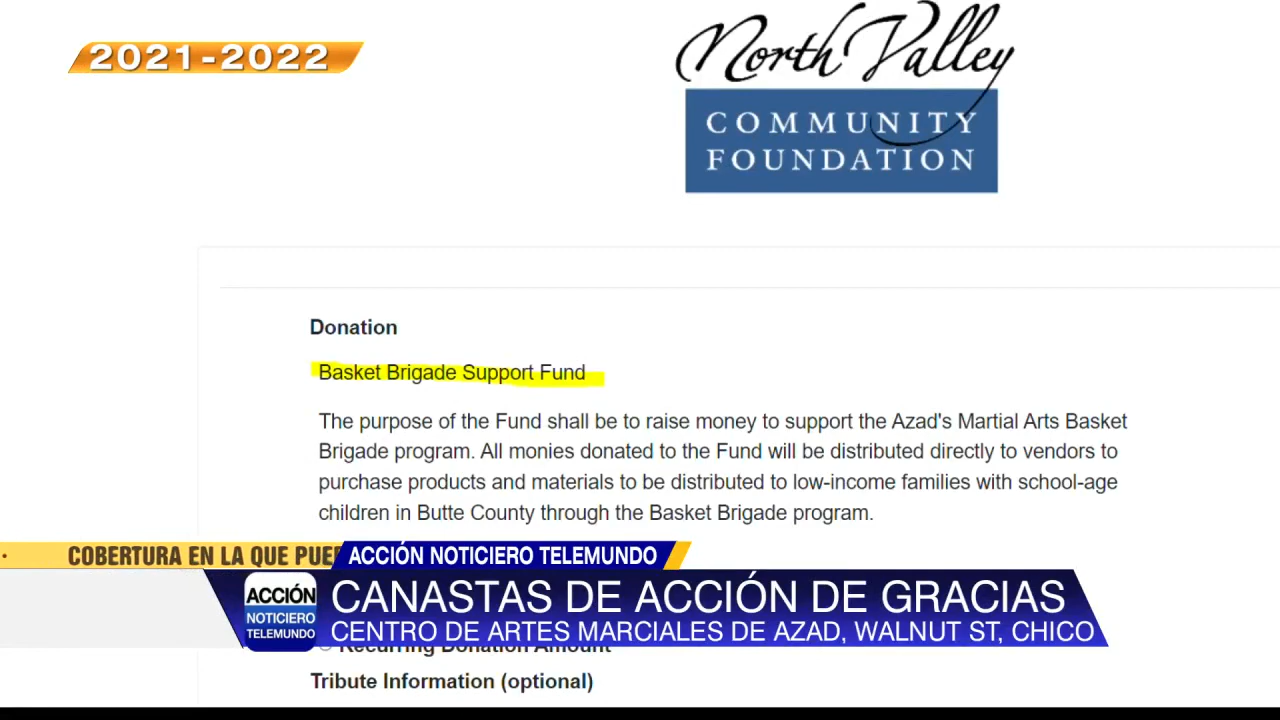 2021-2022
North Valley
COMMUNITY
FOUNDATION
Donation
Basket Brigade Support Fund
The purpose of the Fund shall be to raise money to support the Azad's Martial Arts Basket
Brigade program. All monies donated to the Fund will be distributed directly to vendors to
purchase products and materials to be distributed to low-income families with school-age
children in Butte County through the Basket Brigade program.
COBERTURA EN LA QUE
ACCIÓN NOTICIERO TELEMUNDO
ACCIÓN
NOTICIERO
TELEMUNDO
CANASTAS DE ACCIÓN DE GRACIAS
CENTRO DE ARTES MARCIALES DE AZAD, WALNUT ST, CHICO
Recurring Donation Amount
Tribute Information (optional)